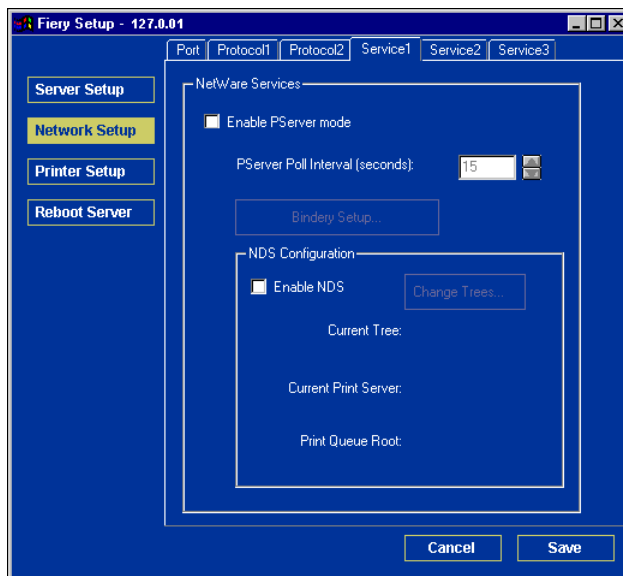 Fiery Setup - 127.0.01
Port Protocol1 Protocol2 Service1 Service2 Service3
Server Setup
Network Setup
Printer Setup
Reboot Server
NetWare Services
Enable PServer mode
PServer Poll Interval (seconds): 15
Bindery Setup...
NDS Configuration
Enable NDS
Change Trees...
Current Tree:
Current Print Server:
Print Queue Root:
Cancel Save